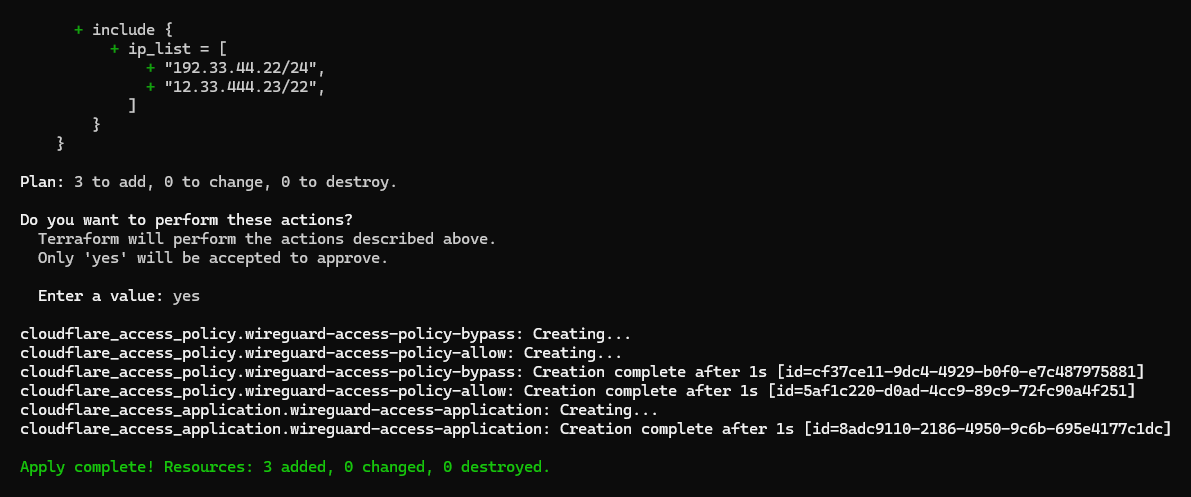 + include {
+ ip_list = [
+ "192.33.44.22/24",
+ "12.33.444.23/22",
]
}
}
Plan: 3 to add, 0 to change, 0 to destroy.
Do you want to perform these actions?
Terraform will perform the actions described above.
Only 'yes' will be accepted to approve.
Enter a value: yes
cloudflare_access_policy.wireguard-access-policy-bypass: Creating...
cloudflare_access_policy.wireguard-access-policy-allow: Creating...
cloudflare_access_policy.wireguard-access-policy-bypass: Creation complete after 1s [id=cf37ce11-9dc4-4929-b0f0-e7c487975881]
cloudflare_access_policy.wireguard-access-policy-allow: Creation complete after 1s [id=5af1c220-d0ad-4cc9-89c9-72fc90a4f251]
cloudflare_access_application.wireguard-access-application: Creating...
cloudflare_access_application.wireguard-access-application: Creation complete after 1s [id=8adc9110-2186-4950-9c6b-695e4177c1dc]
Apply complete! Resources: 3 added, 0 changed, 0 destroyed.